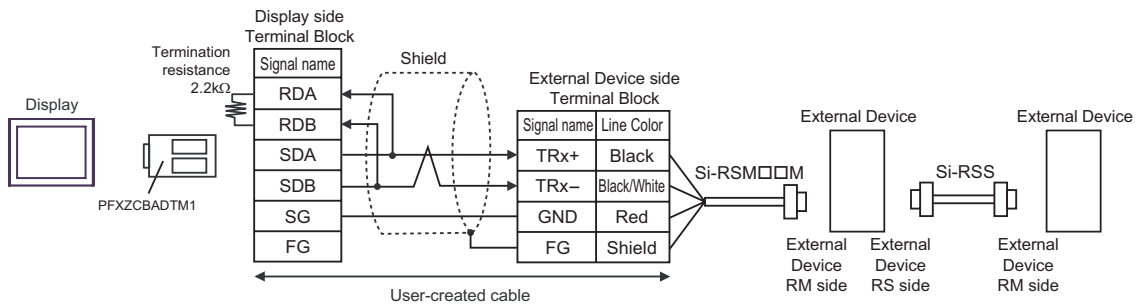 Display side
Terminal Block
Termination
resistance
2.2kΩ
Signal name
RDA
RDB
SDA
SDB
SG
FG
Shield
External Device side
Terminal Block
Signal name Line Color
TRx+ Black
TRx– Black/White
GND Red
FG Shield
Display
PFXZCBADTM1
User-created cable
Si-RSM□□M
External Device
Si-RSS
External Device
External
Device
RM side
External
Device
RS side
External
Device
RM side